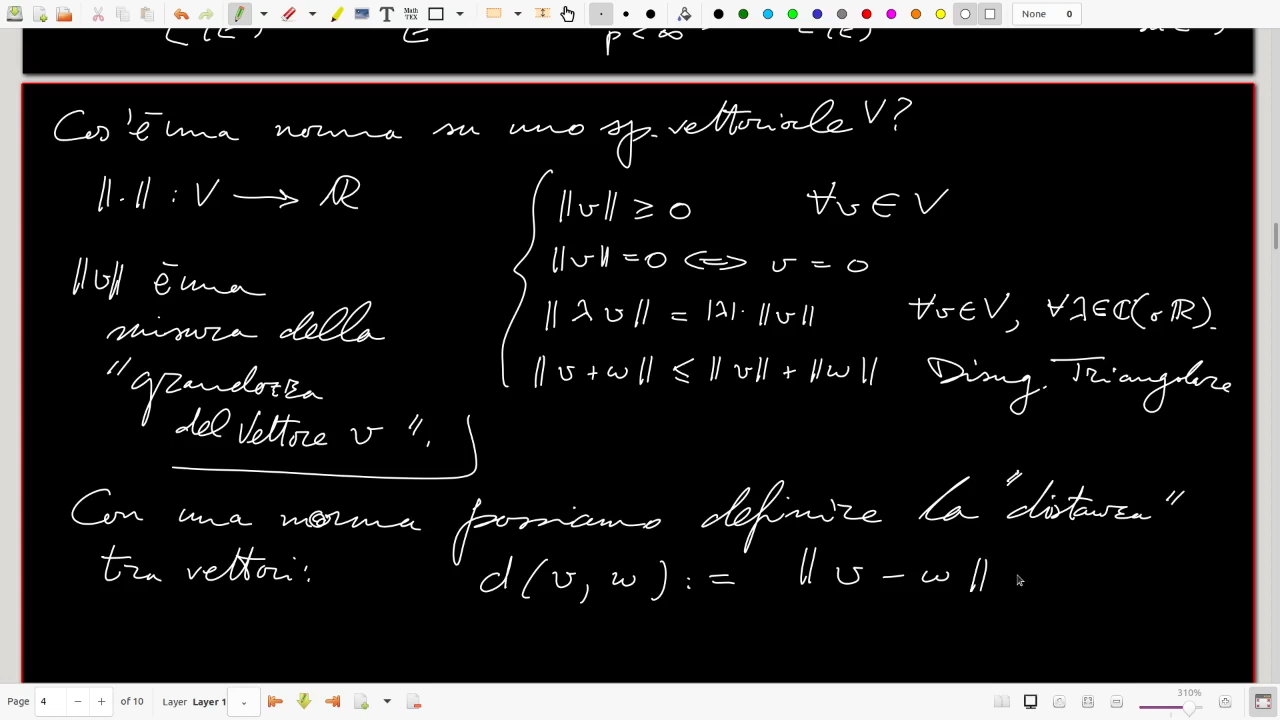 Math
TEX
None 0
p<∞
Cos'è una norma su uno sp. vettoriale V?
||·|| : V → ℝ
||v|| ≥ 0 ∀v ∈ V
||v|| = 0 ⟺ v = 0
||λv|| = |λ|·||v|| ∀v∈V, ∀λ∈ℂ(o ℝ).
||v+w|| ≤ ||v|| + ||w|| Disug. Triangolare
||v|| è una
misura della
"grandezza
del vettore v".
Con una norma possiamo definire la "distanza"
tra vettori: d(v, w) := ||v - w||
Page 4 of 10 Layer Layer 1 310%